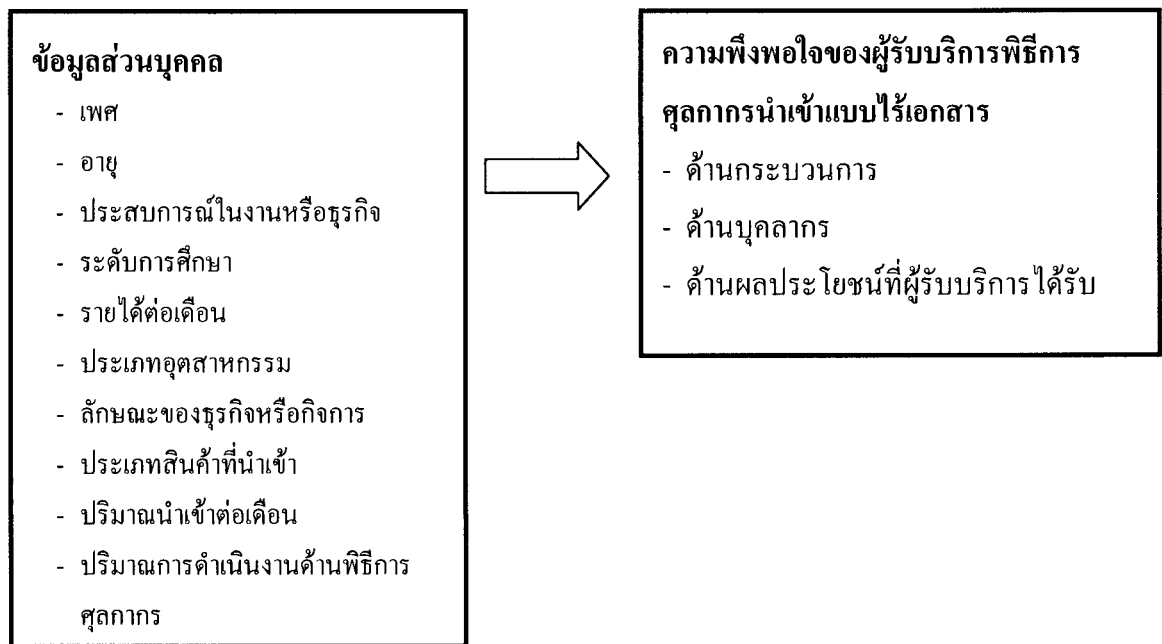 ข้อมูลส่วนบุคคล
- เพศ
- อายุ
- ประสบการณ์ในงานหรือธุรกิจ
- ระดับการศึกษา
- รายได้ต่อเดือน
- ประเภทอุตสาหกรรม
- ลักษณะของธุรกิจหรือกิจการ
- ประเภทสินค้าที่นำเข้า
- ปริมาณนำเข้าต่อเดือน
- ปริมาณการดำเนินงานด้านพิธีการ
ศุลกากร
ความพึงพอใจของผู้รับบริการพิธีการ
ศุลกากรนำเข้าแบบไร้เอกสาร
- ด้านกระบวนการ
- ด้านบุคลากร
- ด้านผลประโยชน์ที่ผู้รับบริการได้รับ